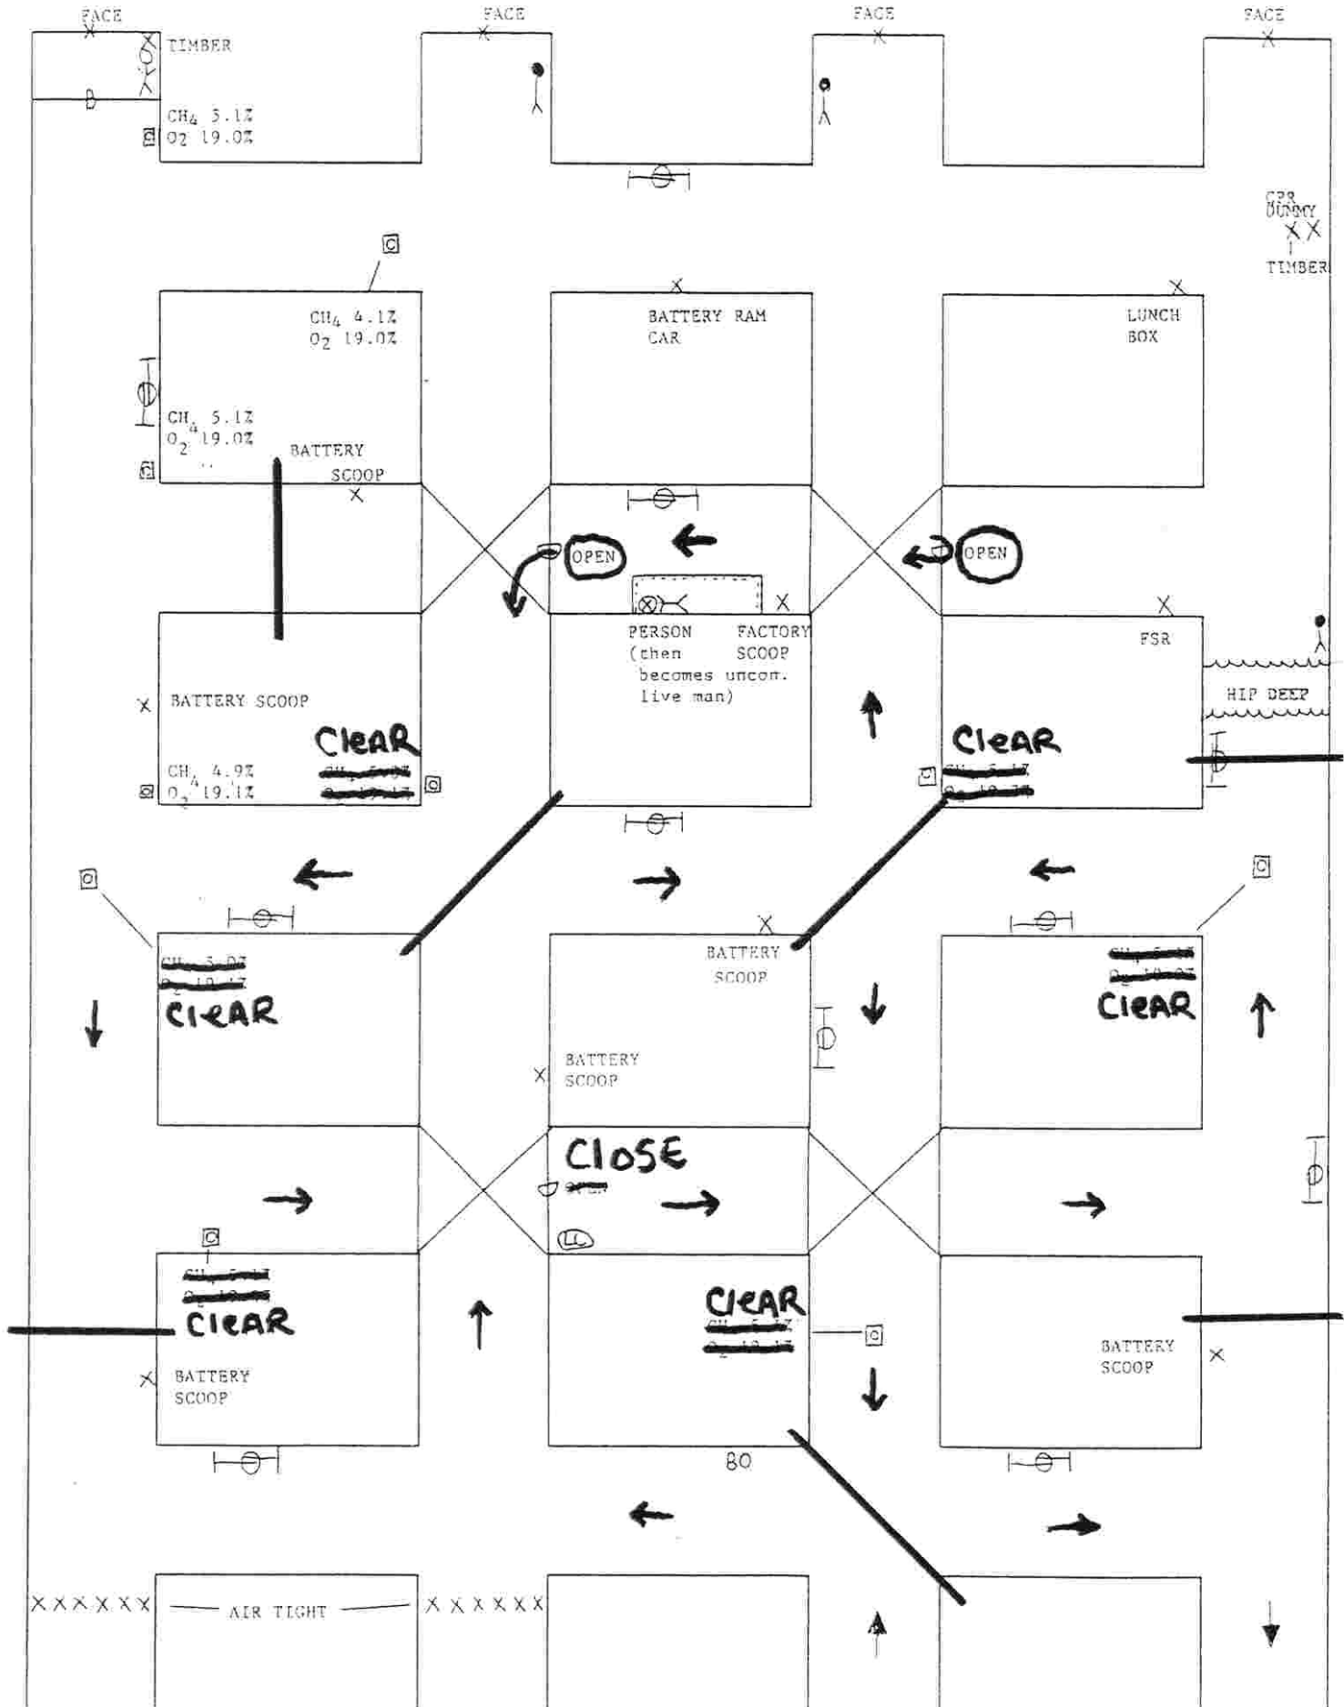 FACE
FACE
FACE
FACE
TIMBER
CH4 5.1%
O2 19.0%
C
CPR
DUMMY
TIMBER
C
CH4 4.1%
O2 19.0%
BATTERY RAM
CAR
LUNCH
BOX
CH4 5.1%
O2 19.0%
C
BATTERY
SCOOP
OPEN
OPEN
PERSON
(then
becomes uncon.
live man)
FACTORY
SCOOP
FSR
HIP DEEP
BATTERY SCOOP
CleAR
CleAR
CH4 4.9%
O2 19.1%
BATTERY
SCOOP
CleAR
CleAR
BATTERY
SCOOP
ClOSE
LL
C
CleAR
CleAR
C
BATTERY
SCOOP
BATTERY
SCOOP
BO
AIR TIGHT